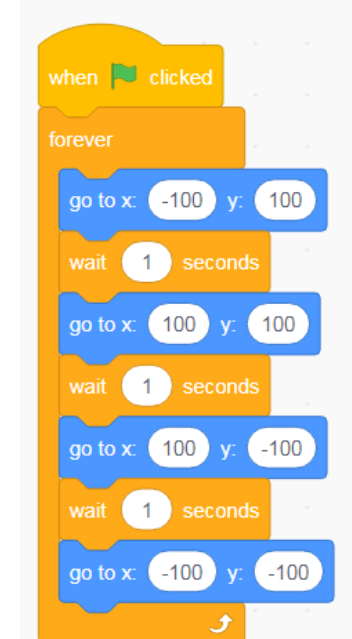 when clicked
forever
go to x: -100 y: 100
wait 1 seconds
go to x: 100 y: 100
wait 1 seconds
go to x: 100 y: -100
wait 1 seconds
go to x: -100 y: -100